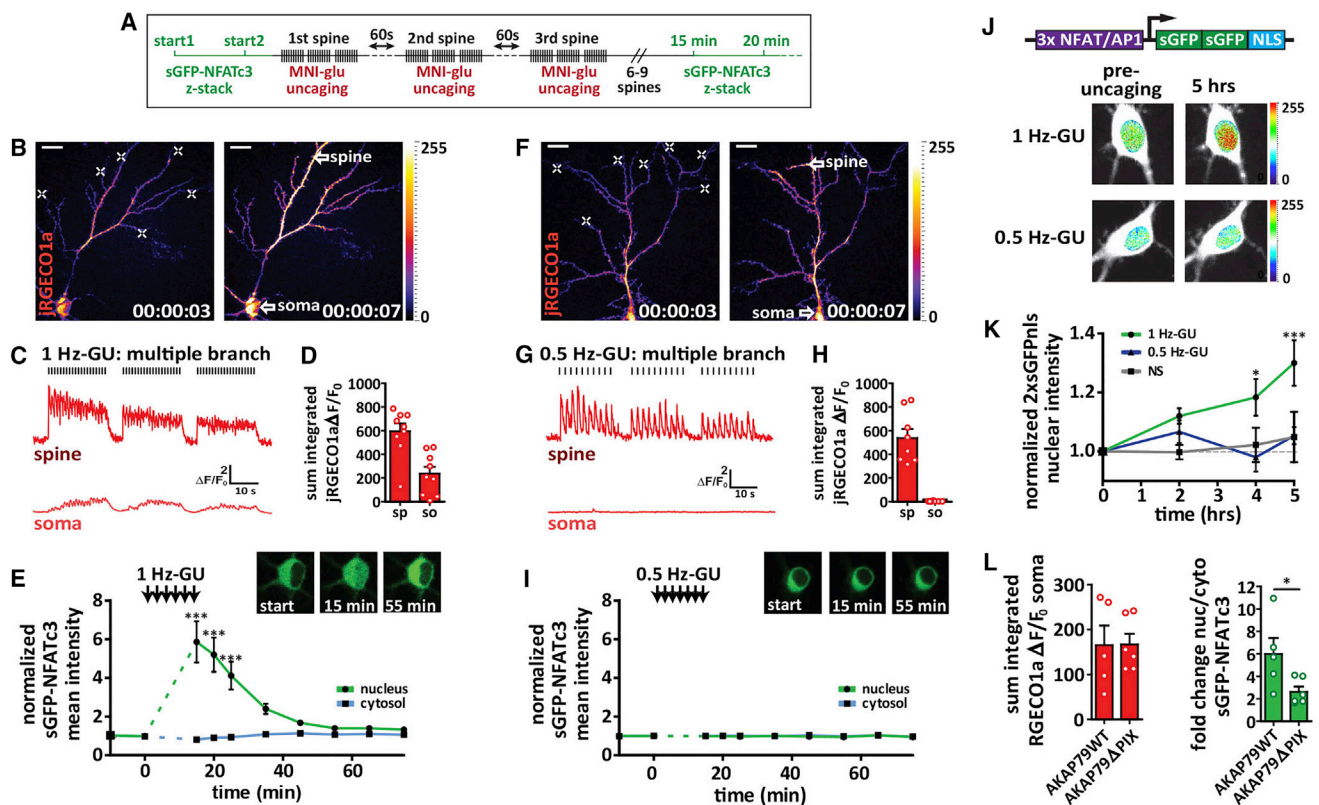 A
start1 start2 1st spine 60s 2nd spine 60s 3rd spine 15 min 20 min
sGFP-NFATc3 z-stack
MNI-glu uncaging
MNI-glu uncaging
MNI-glu uncaging
6-9 spines
sGFP-NFATc3 z-stack
B
jRGECO1a
00:00:03
spine
soma
00:00:07
255
0
F
jRGECO1a
00:00:03
spine
soma
00:00:07
255
0
C 1 Hz-GU: multiple branch
spine
2
ΔF/F0
10 s
soma
D
sum integrated
jRGECO1aΔF/F0
1000
800
600
400
200
0
sp so
G 0.5 Hz-GU: multiple branch
spine
2
ΔF/F0
10 s
soma
H
sum integrated
jRGECO1a ΔF/F0
1000
800
600
400
200
0
sp so
E
1 Hz-GU
start 15 min 55 min
normalized
sGFP-NFATc3
mean intensity
8
6
4
2
0
***
***
***
nucleus
cytosol
0 20 40 60
time (min)
I
0.5 Hz-GU
start 15 min 55 min
normalized
sGFP-NFATc3
mean intensity
8
6
4
2
0
nucleus
cytosol
0 20 40 60
time (min)
J
3x NFAT/AP1 sGFP sGFP NLS
pre-uncaging
5 hrs
1 Hz-GU
0
255
0
0.5 Hz-GU
0
255
0
K
normalized 2xsGFPnls
nuclear intensity
1 Hz-GU
0.5 Hz-GU
NS
*
***
1.4
1.2
1.0
0 1 2 3 4 5
time (hrs)
L
sum integrated
RGECO1a ΔF/F0 soma
300
200
100
0
AKAP79WT
AKAP79ΔPIX
fold change nuc/cyto
sGFP-NFATc3
12
10
8
6
4
2
0
*
AKAP79WT
AKAP79ΔPIX